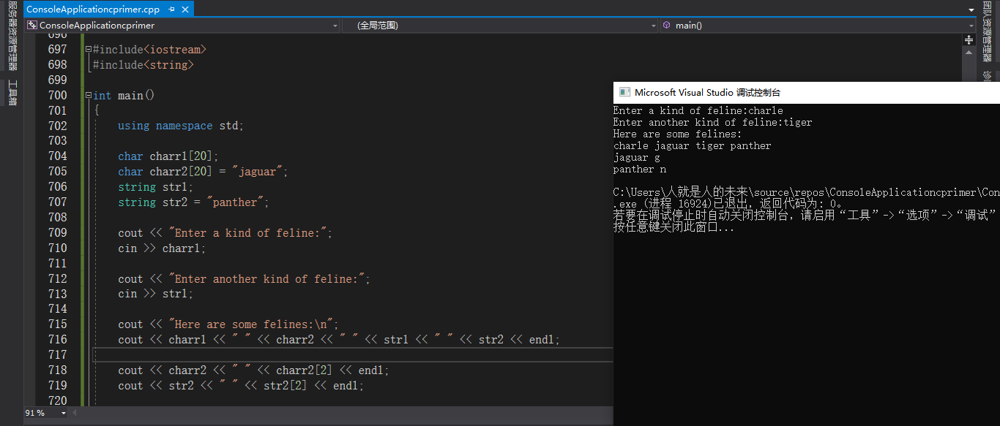 服务器资源管理器
工具箱
ConsoleApplicationcprimer.cpp
ConsoleApplicationcprimer
(全局范围)
main()
团队资源管理器
696
697 #include<iostream>
698 #include<string>
699
700 int main()
701 {
702 using namespace std;
703
704 char charr1[20];
705 char charr2[20] = "jaguar";
706 string str1;
707 string str2 = "panther";
708
709 cout << "Enter a kind of feline:";
710 cin >> charr1;
711
712 cout << "Enter another kind of feline:";
713 cin >> str1;
714
715 cout << "Here are some felines:\n";
716 cout << charr1 << " " << charr2 << " " << str1 << " " << str2 << endl;
717
718 cout << charr2 << " " << charr2[2] << endl;
719 cout << str2 << " " << str2[2] << endl;
720
91 %
Microsoft Visual Studio 调试控制台
Enter a kind of feline:charle
Enter another kind of feline:tiger
Here are some felines:
charle jaguar tiger panther
jaguar g
panther n
C:\Users\人就是人的未来\source\repos\ConsoleApplicationcprimer\Con
.exe (进程 16924)已退出，返回代码为: 0。
若要在调试停止时自动关闭控制台，请启用“工具”->“选项”->“调试”
按任意键关闭此窗口...